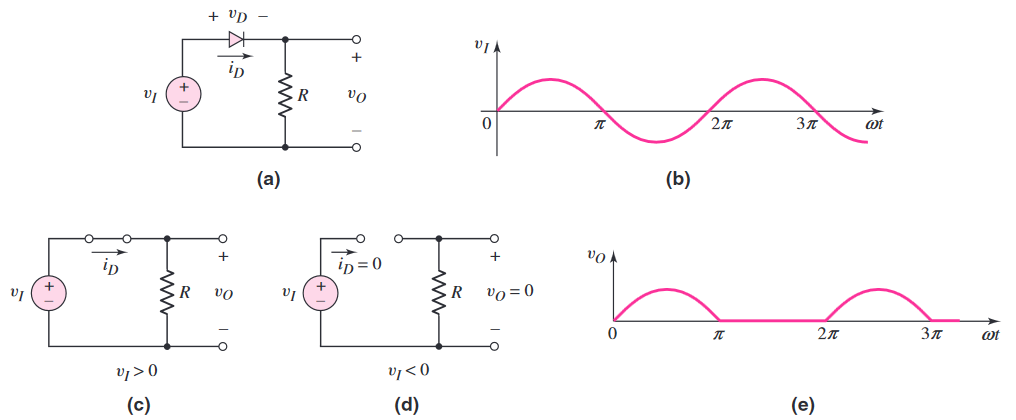 + v_D −
i_D
v_I
+
−
R
+
v_O
−
(a)
v_I
0
π
2π
3π
ωt
(b)
i_D
v_I
+
−
R
+
v_O
−
v_I > 0
(c)
i_D = 0
v_I
+
−
R
+
v_O = 0
−
v_I < 0
(d)
v_O
0
π
2π
3π
ωt
(e)